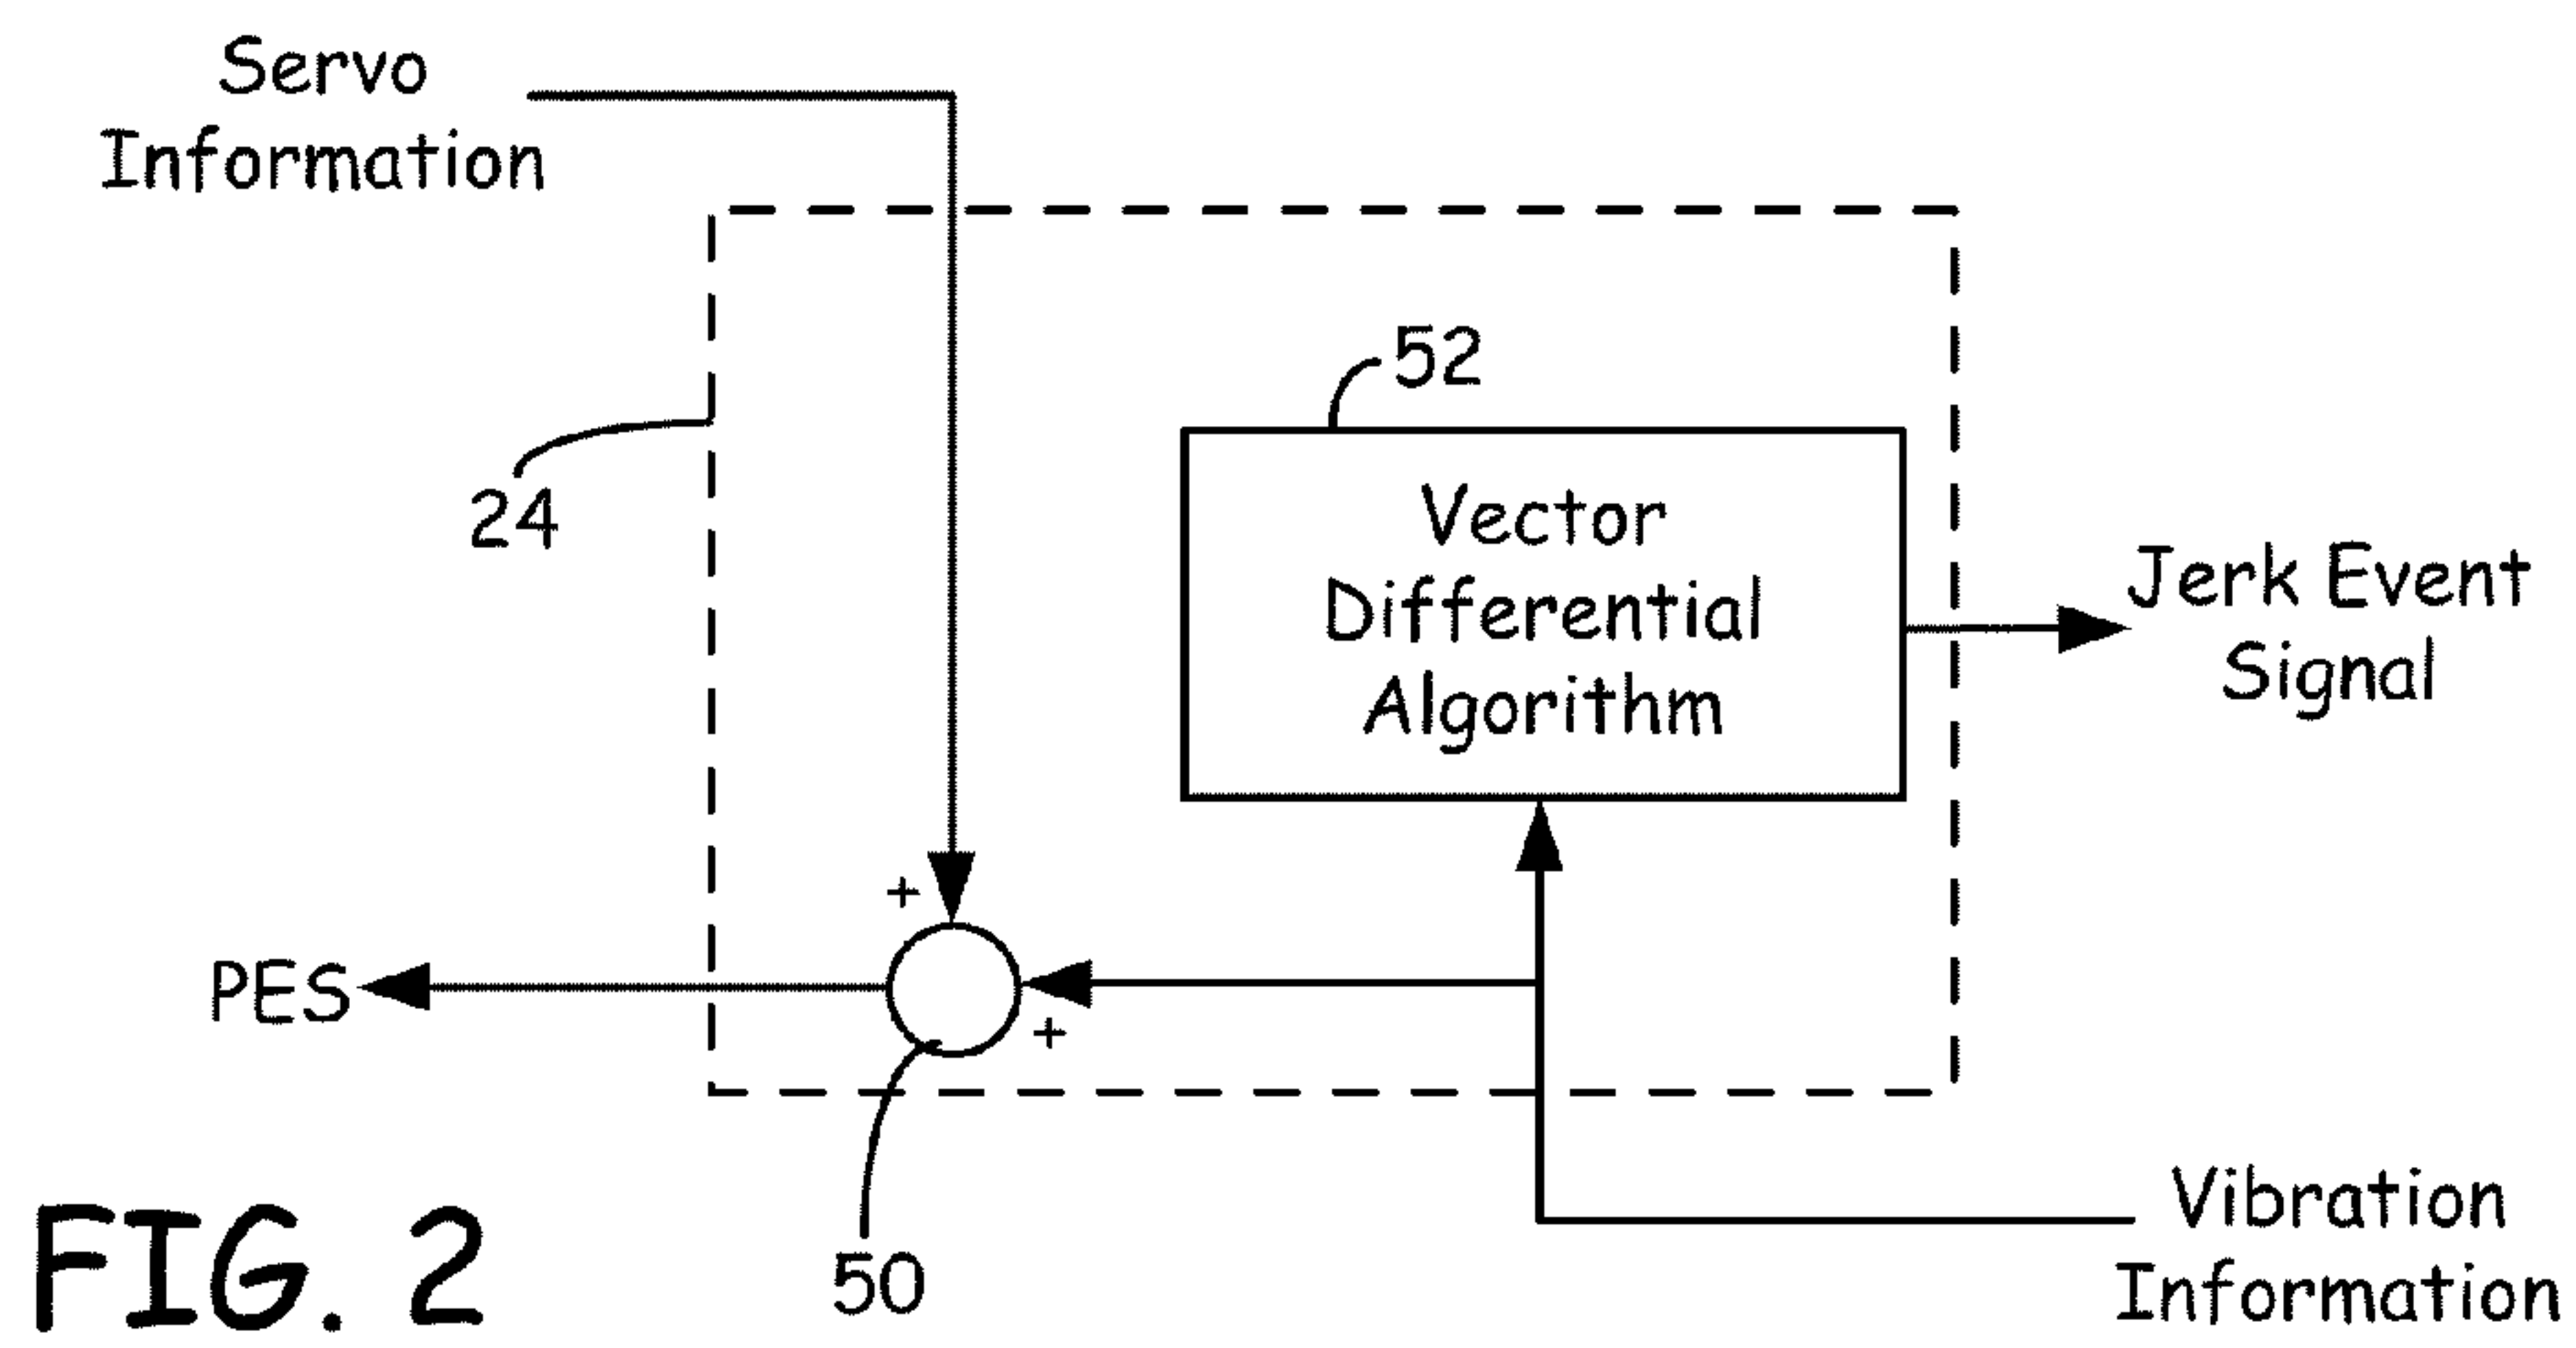 Servo
Information
52
24
Vector
Differential
Algorithm
Jerk Event
Signal
+
PES
+
50
Vibration
Information
FIG. 2